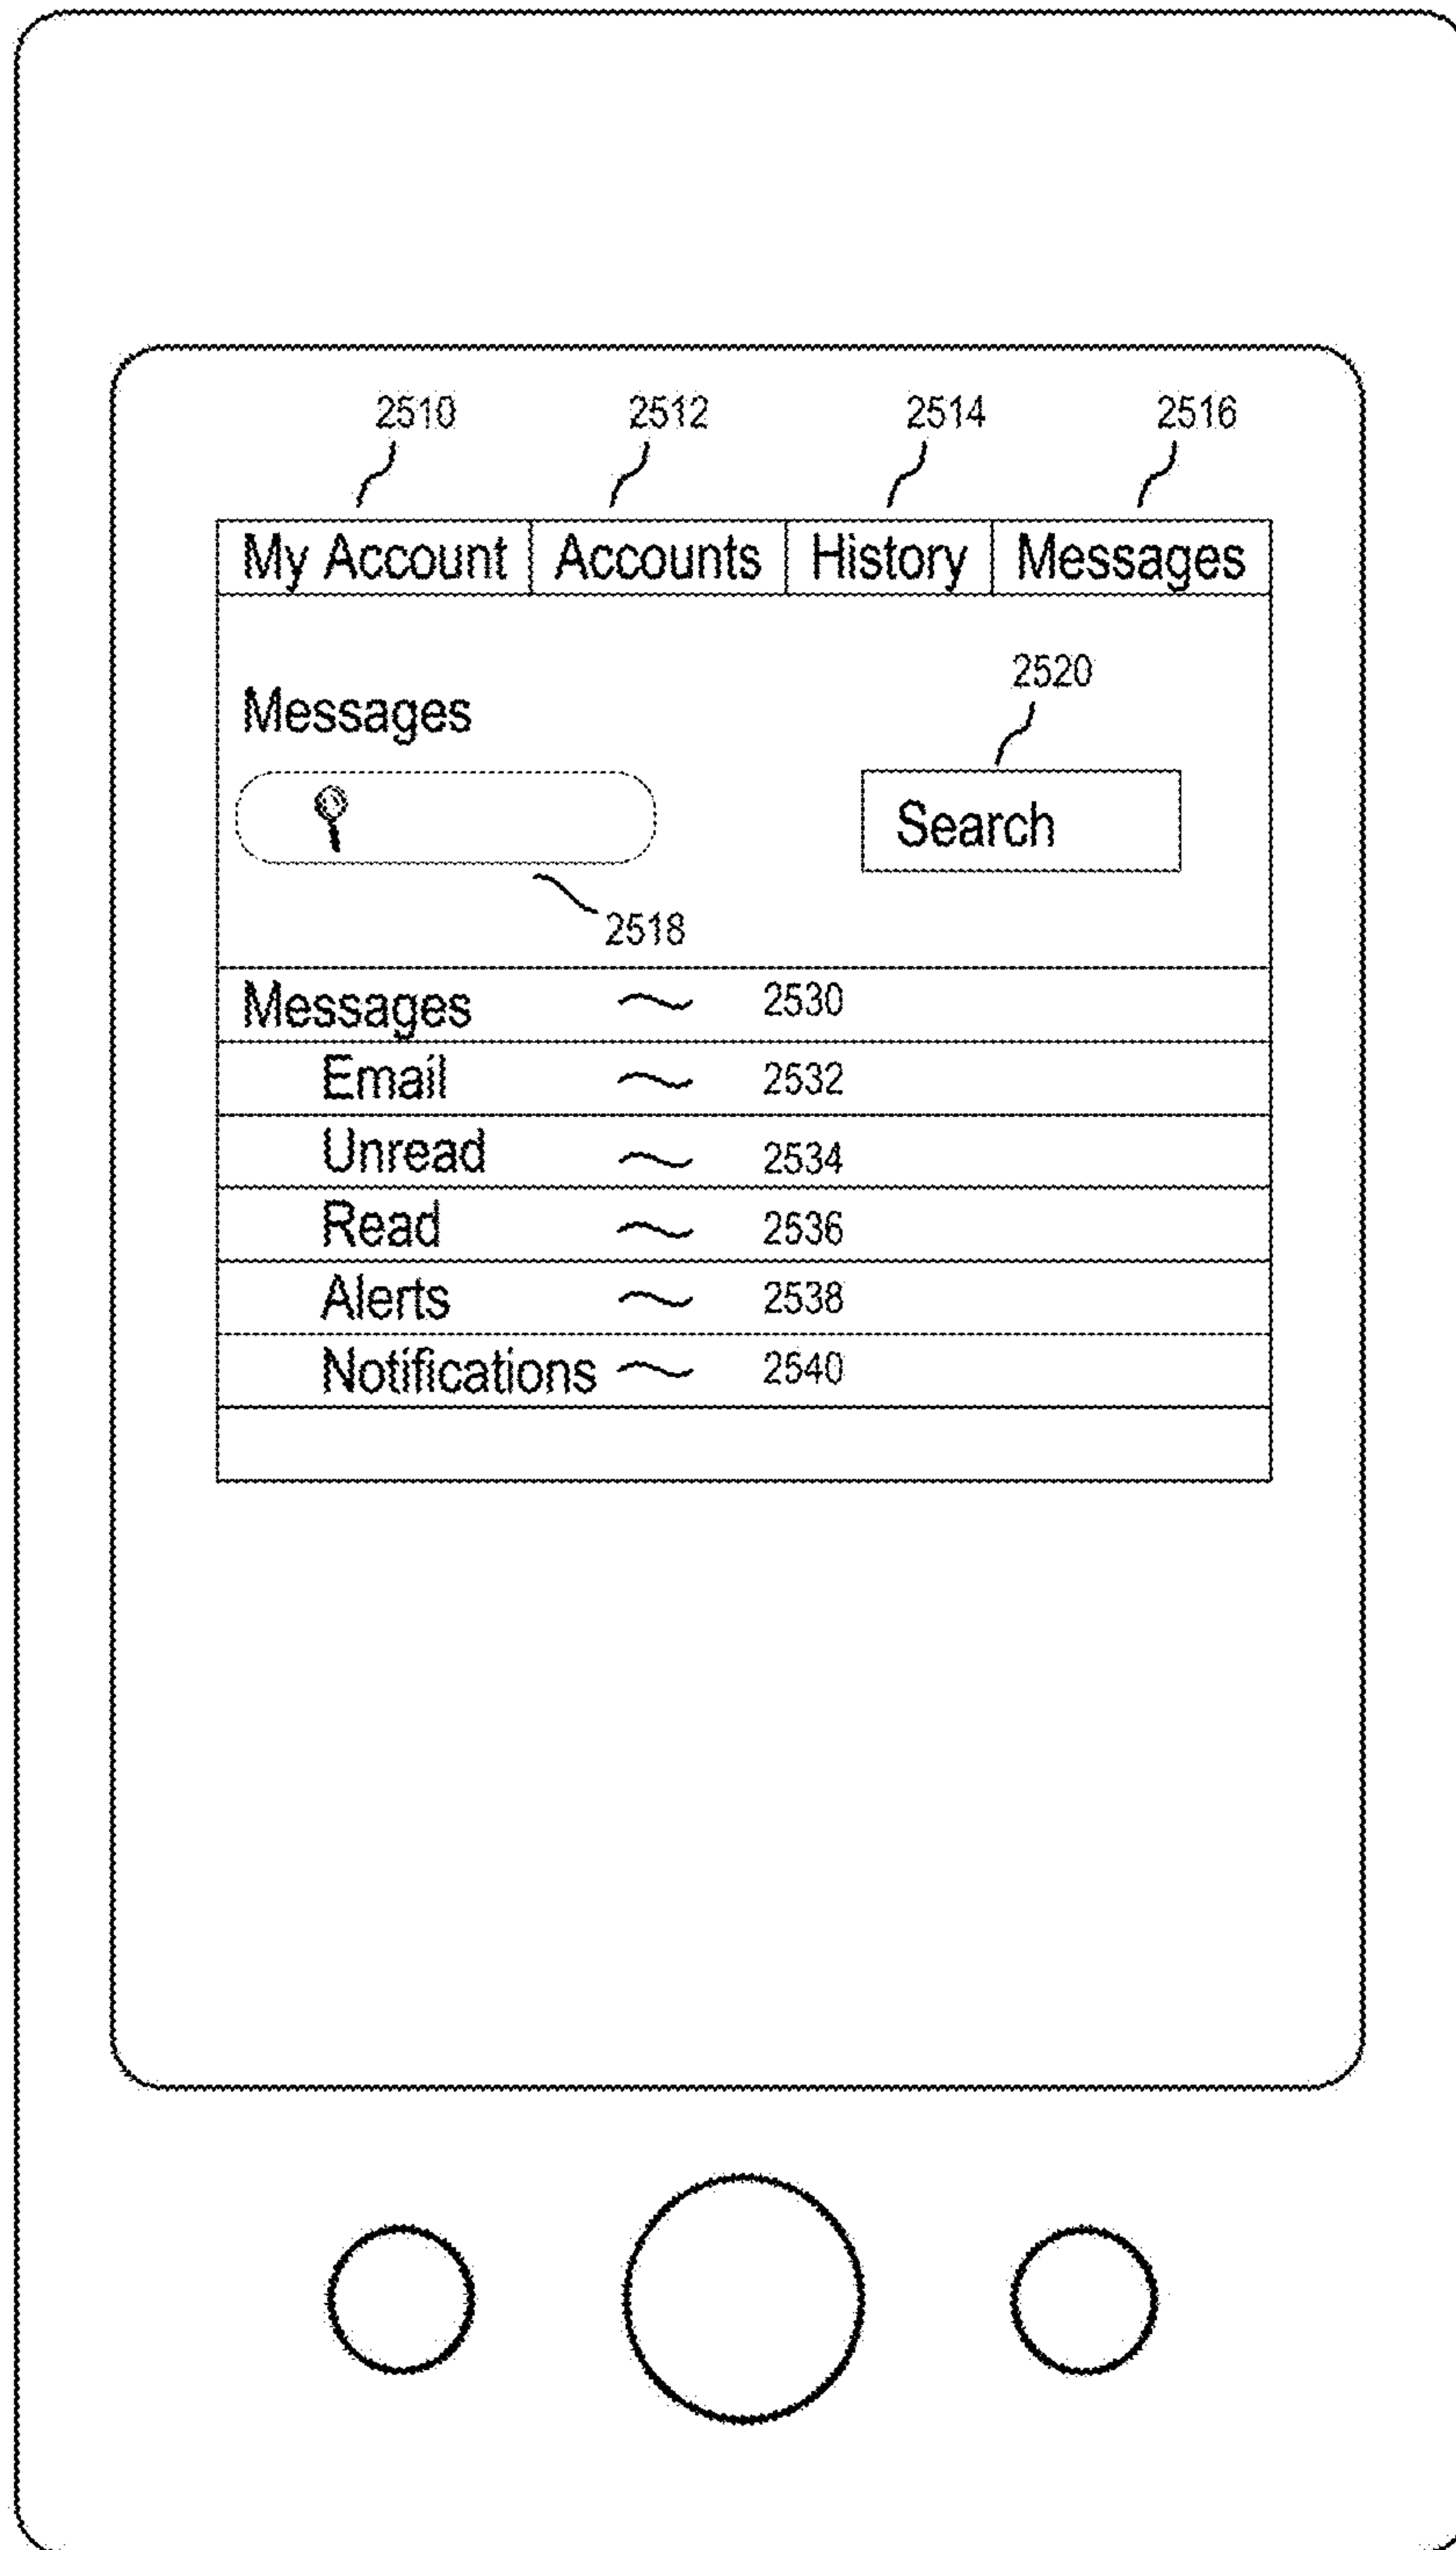 2510 2512 2514 2516
My Account Accounts History Messages
2520
Messages
Search
2518
Messages 2530
Email 2532
Unread 2534
Read 2536
Alerts 2538
Notifications 2540